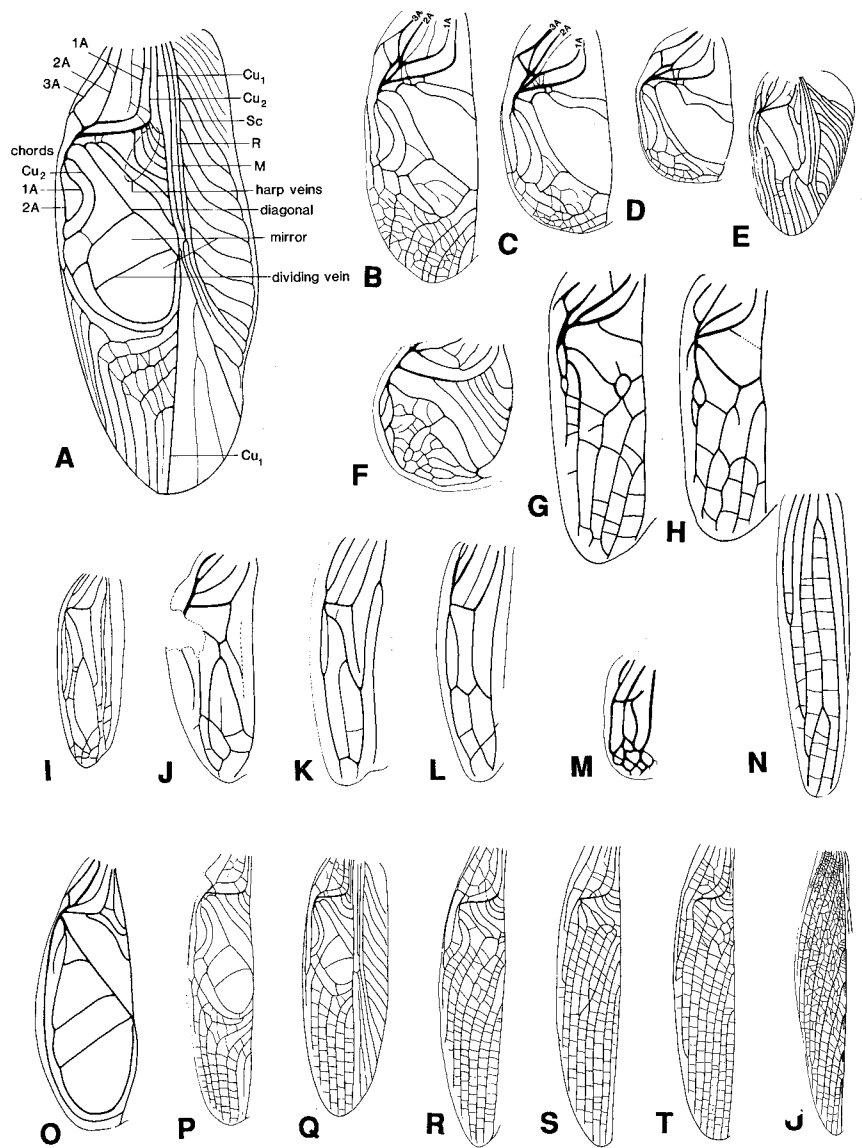 1A
2A
3A
Cu1
Cu2
Sc
R
M
harp veins
diagonal
mirror
dividing vein
chords
Cu2
1A
2A
Cu1
A
3A
2A
1A
B
3A
2A
1A
C
D
E
F
G
H
I
J
K
L
M
N
O
P
Q
R
S
T
J